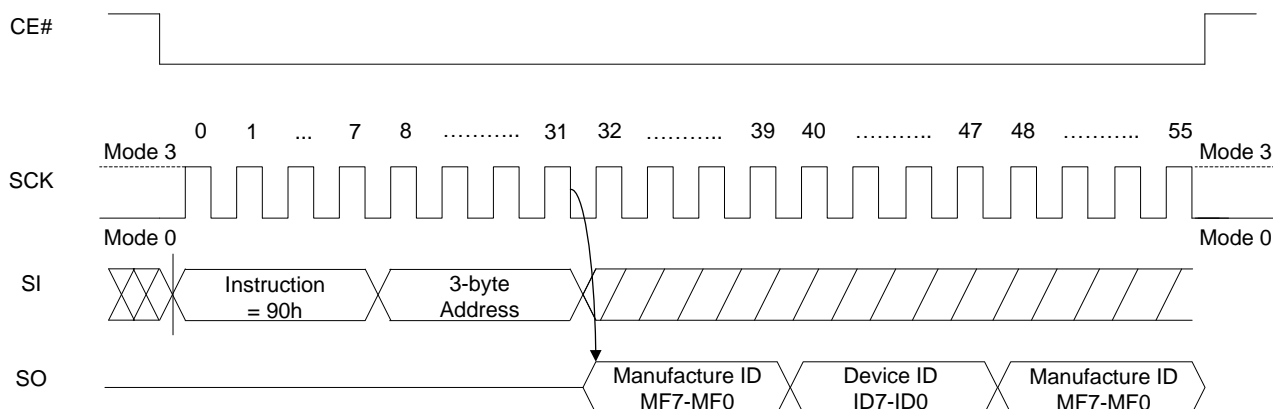 CE#
0 1 ... 7 8 ………... 31 32 ………... 39 40 ………... 47 48 ………... 55
Mode 3 Mode 3
SCK
Mode 0 Mode 0
SI Instruction = 90h 3-byte Address
SO Manufacture ID MF7-MF0 Device ID ID7-ID0 Manufacture ID MF7-MF0